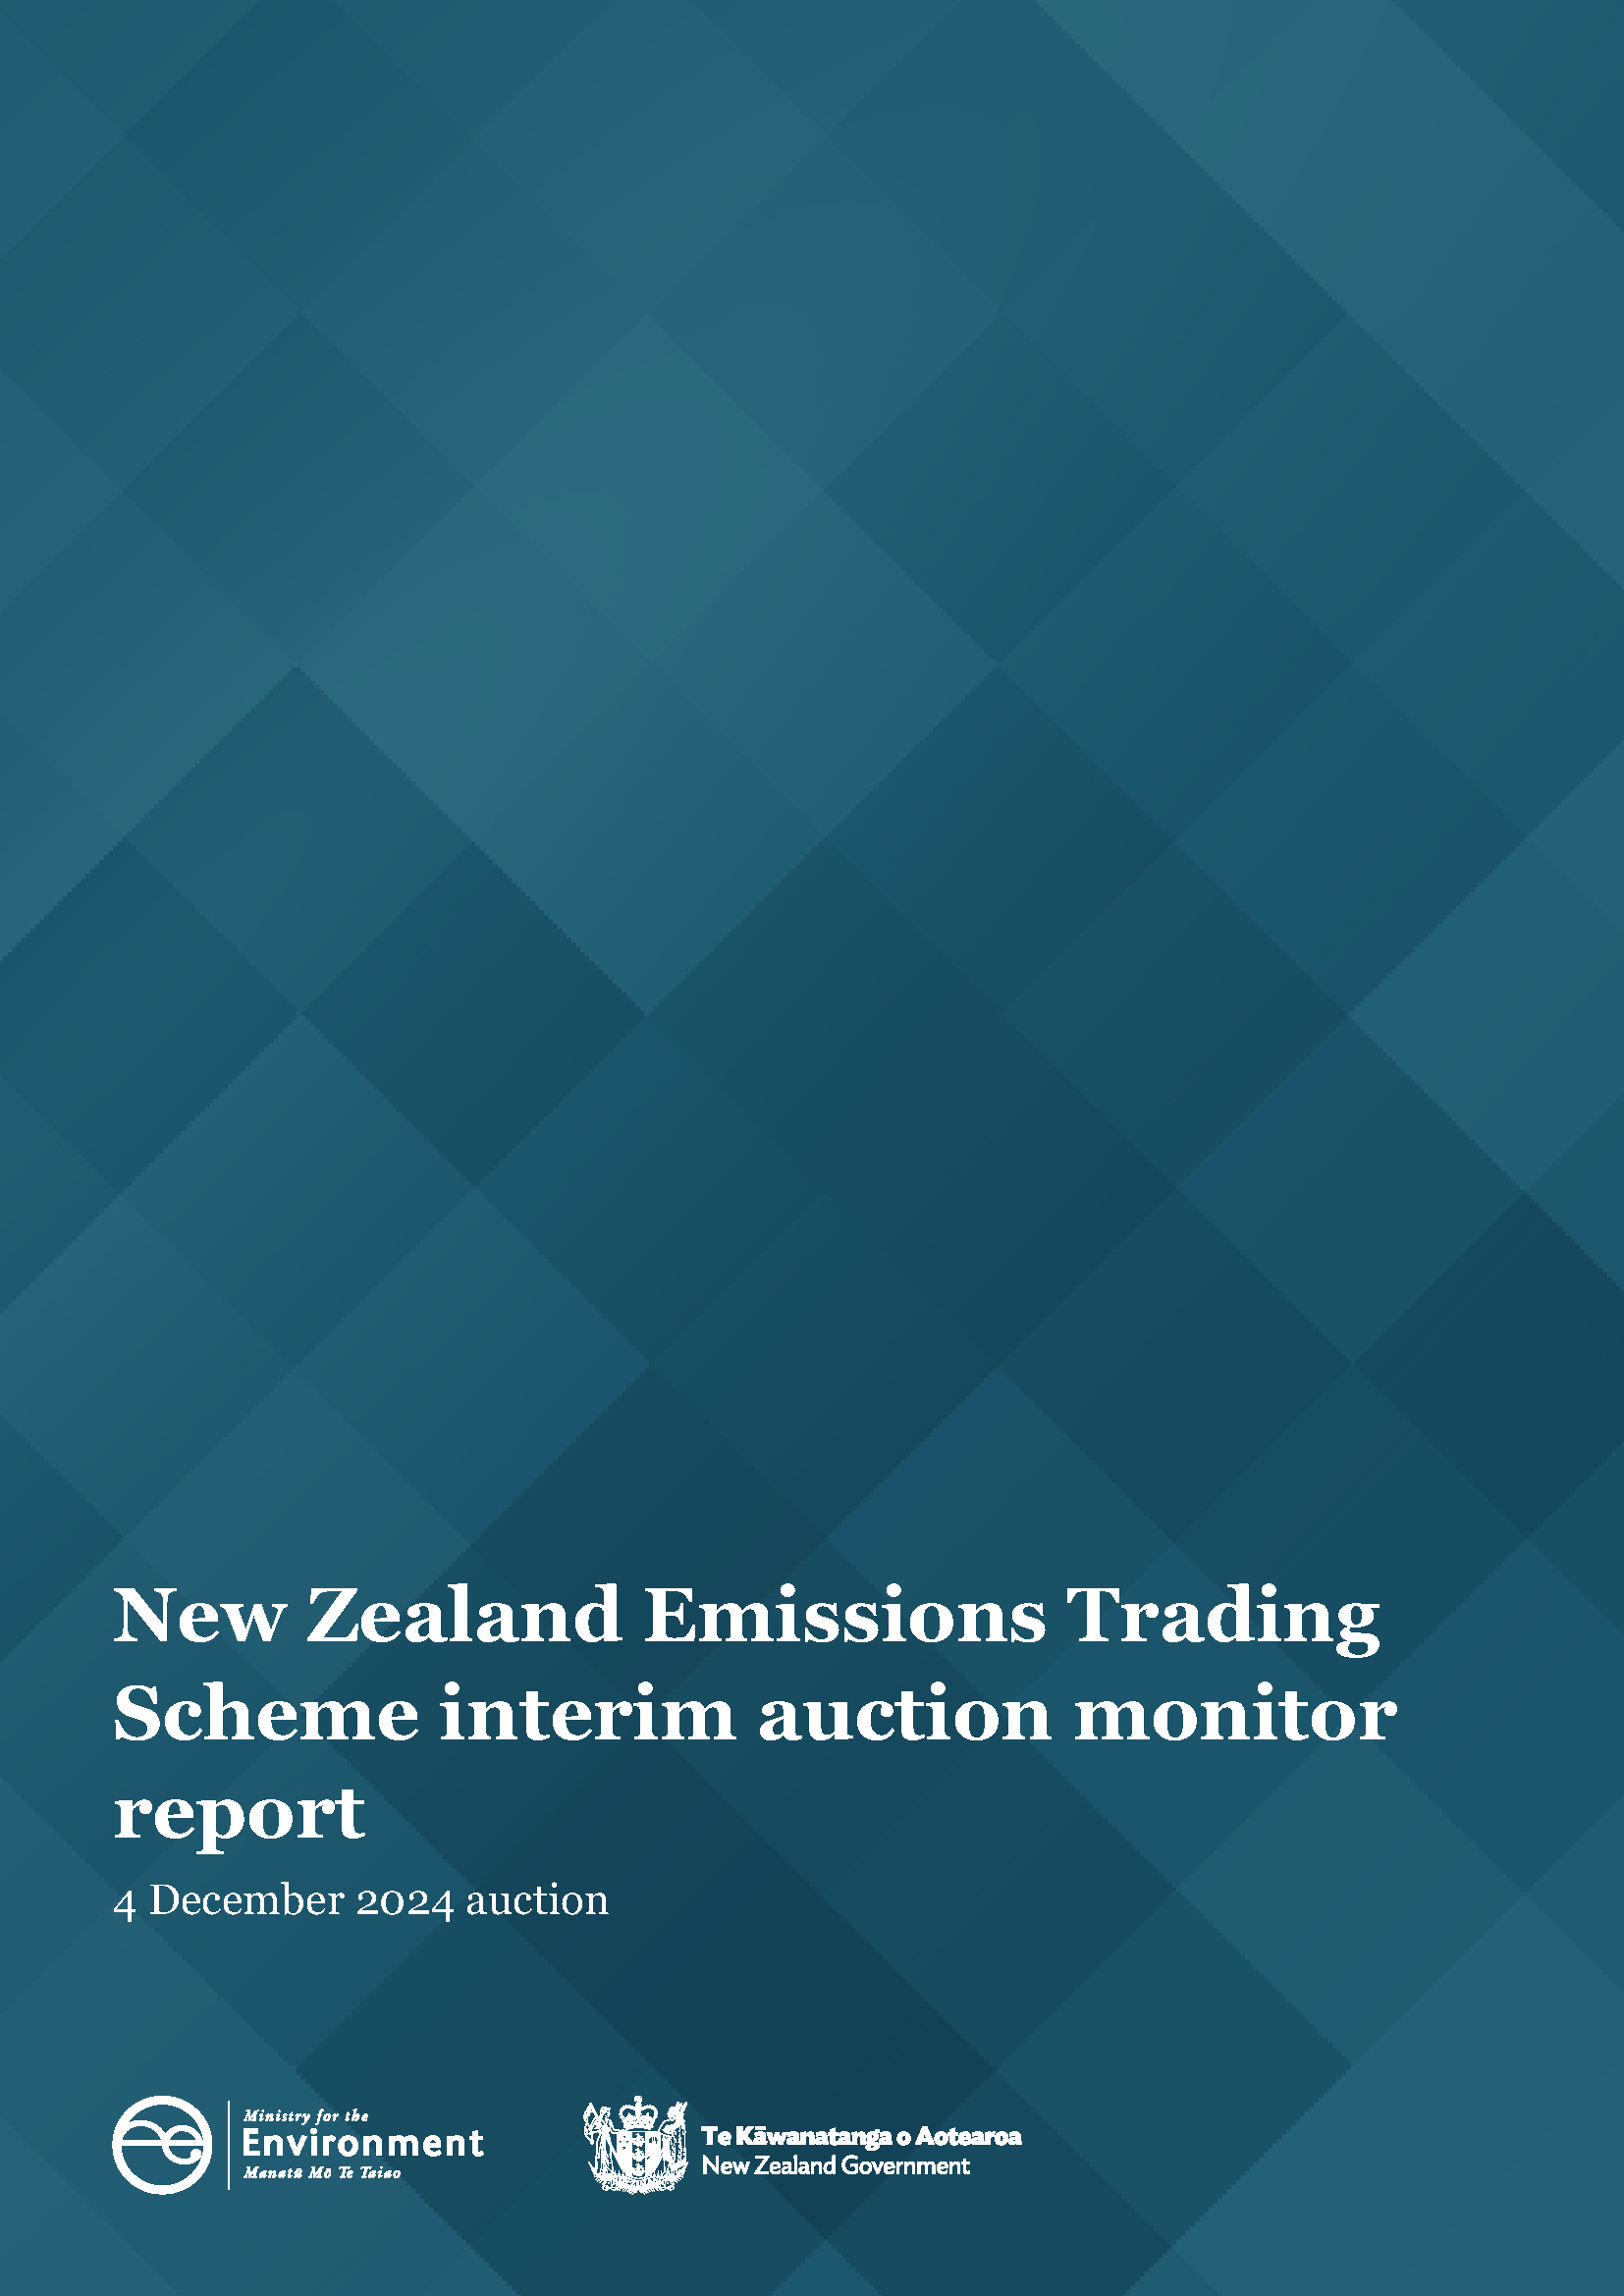 New Zealand Emissions Trading
Scheme interim auction monitor
report
4 December 2024 auction
Ministry for the
Environment
Manatū Mō Te Taiao
Te Kāwanatanga o Aotearoa
New Zealand Government